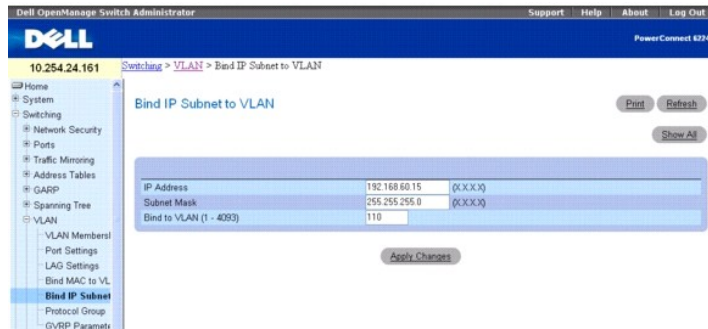 Dell OpenManage Switch Administrator Support Help About Log Out
DELL
PowerConnect 6224
10.254.24.161
Switching > VLAN > Bind IP Subnet to VLAN
Home
System
Switching
Network Security
Ports
Traffic Mirroring
Address Tables
GARP
Spanning Tree
VLAN
VLAN Membersl
Port Settings
LAG Settings
Bind MAC to VL
Bind IP Subnet
Protocol Group
GVRP Paramete
Bind IP Subnet to VLAN
Print Refresh
Show All
IP Address 192.168.60.15 (X.X.X.X)
Subnet Mask 255.255.255.0 (X.X.X.X)
Bind to VLAN (1 - 4093) 110
Apply Changes